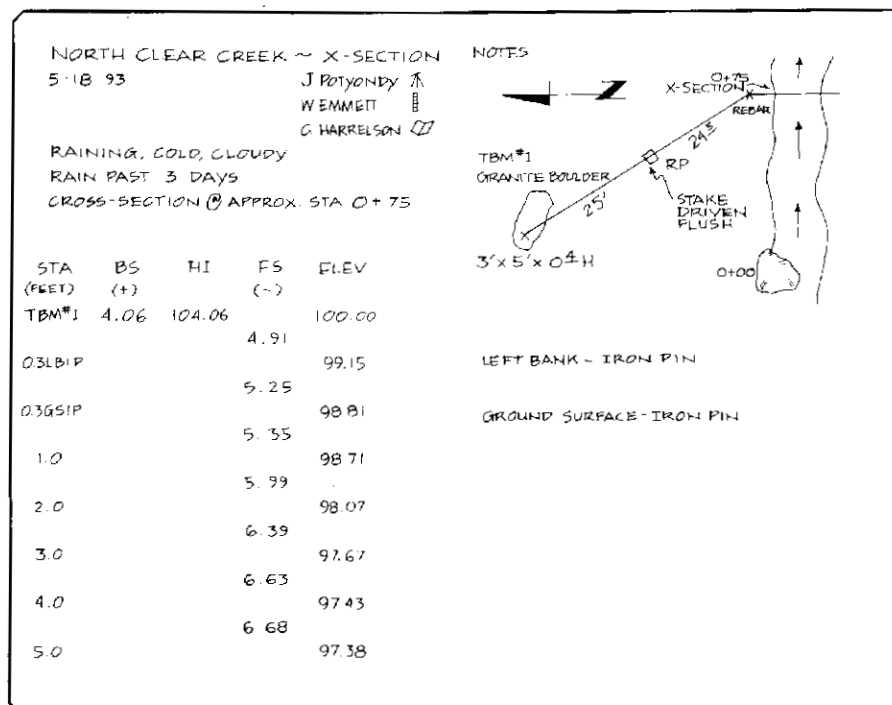 NORTH CLEAR CREEK ~ X-SECTION
5-18 93
J POTYONDY
W EMMETT
C HARRELSON
RAINING, COLD, CLOUDY
RAIN PAST 3 DAYS
CROSS-SECTION @ APPROX. STA 0+75
STA BS HI FS ELEV
(FEET) (+) (-)
TBM#1 4.06 104.06 100.00
4.91
0.3LBIP 99.15
5.25
0.3GSIP 98 81
5.35
1.0 98 71
5.99
2.0 98.07
6.39
3.0 97.67
6.63
4.0 97 43
6 68
5.0 97.38
NOTES
0+75
X-SECTION
REBAR
Z
24.5
RP
TBM#1
GRANITE BOULDER
25'
STAKE
DRIVEN
FLUSH
3' x 5' x 0.4 H
0+00
LEFT BANK - IRON PIN
GROUND SURFACE - IRON PIN